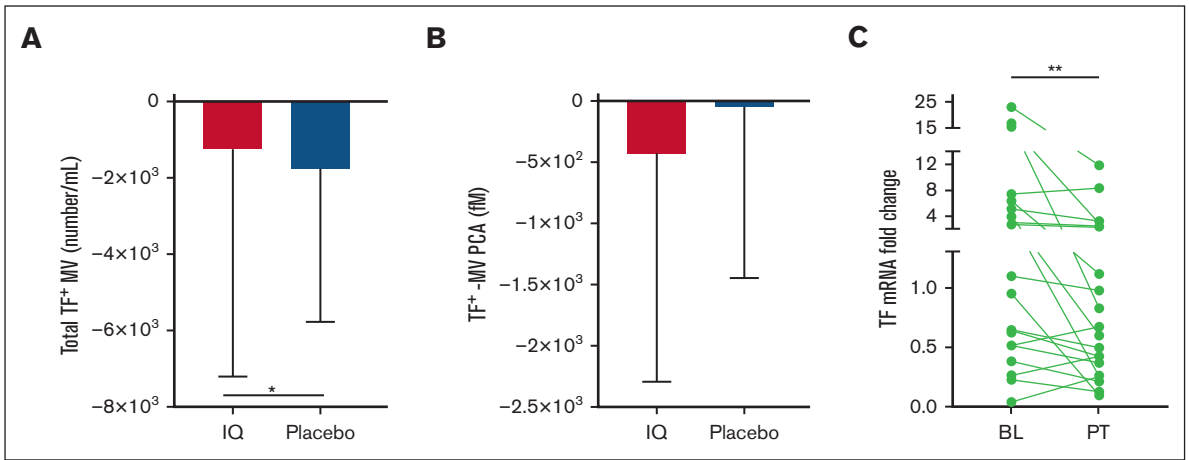 A
Total TF⁺ MV (number/mL)
0
−2×10³
−4×10³
−6×10³
−8×10³
*
IQ Placebo
B
TF⁺ -MV PCA (fM)
0
−5×10²
−1×10³
−1.5×10³
−2×10³
−2.5×10³
IQ Placebo
C
**
TF mRNA fold change
25
15
12
8
4
1.0
0.5
0.0
BL PT